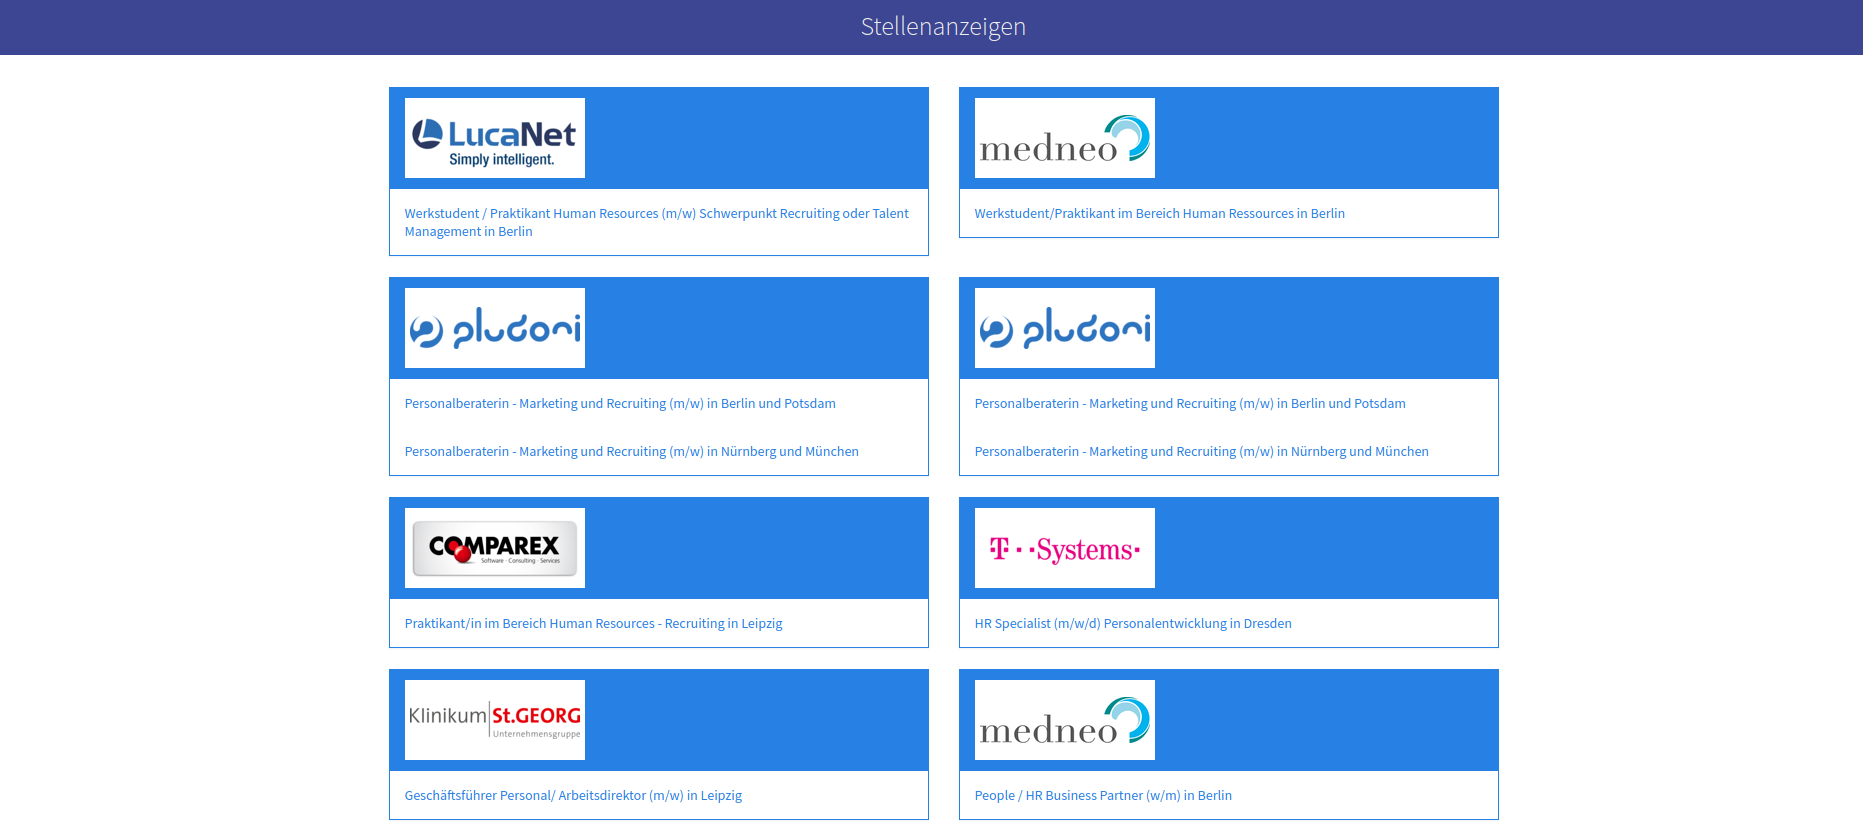 Stellenanzeigen
LucaNet
Simply intelligent.
Werkstudent / Praktikant Human Resources (m/w) Schwerpunkt Recruiting oder Talent
Management in Berlin
medneo
Werkstudent/Praktikant im Bereich Human Ressources in Berlin
pludoni
Personalberaterin - Marketing und Recruiting (m/w) in Berlin und Potsdam
Personalberaterin - Marketing und Recruiting (m/w) in Nürnberg und München
pludoni
Personalberaterin - Marketing und Recruiting (m/w) in Berlin und Potsdam
Personalberaterin - Marketing und Recruiting (m/w) in Nürnberg und München
COMPAREX
Software · Consulting · Services
Praktikant/in im Bereich Human Resources - Recruiting in Leipzig
T · · Systems ·
HR Specialist (m/w/d) Personalentwicklung in Dresden
Klinikum St.GEORG
Unternehmensgruppe
Geschäftsführer Personal/ Arbeitsdirektor (m/w) in Leipzig
medneo
People / HR Business Partner (w/m) in Berlin